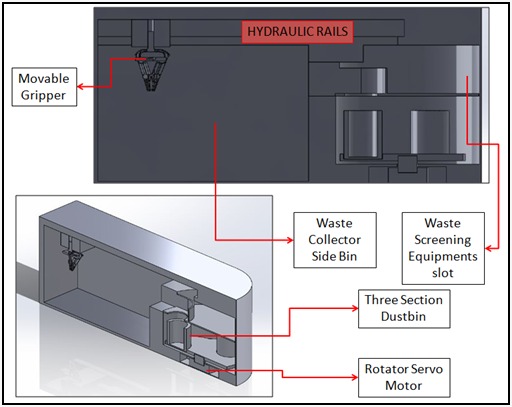 HYDRAULIC RAILS
Movable
Gripper
Waste
Collector
Side Bin
Waste
Screening
Equipments
slot
Three Section
Dustbin
Rotator Servo
Motor